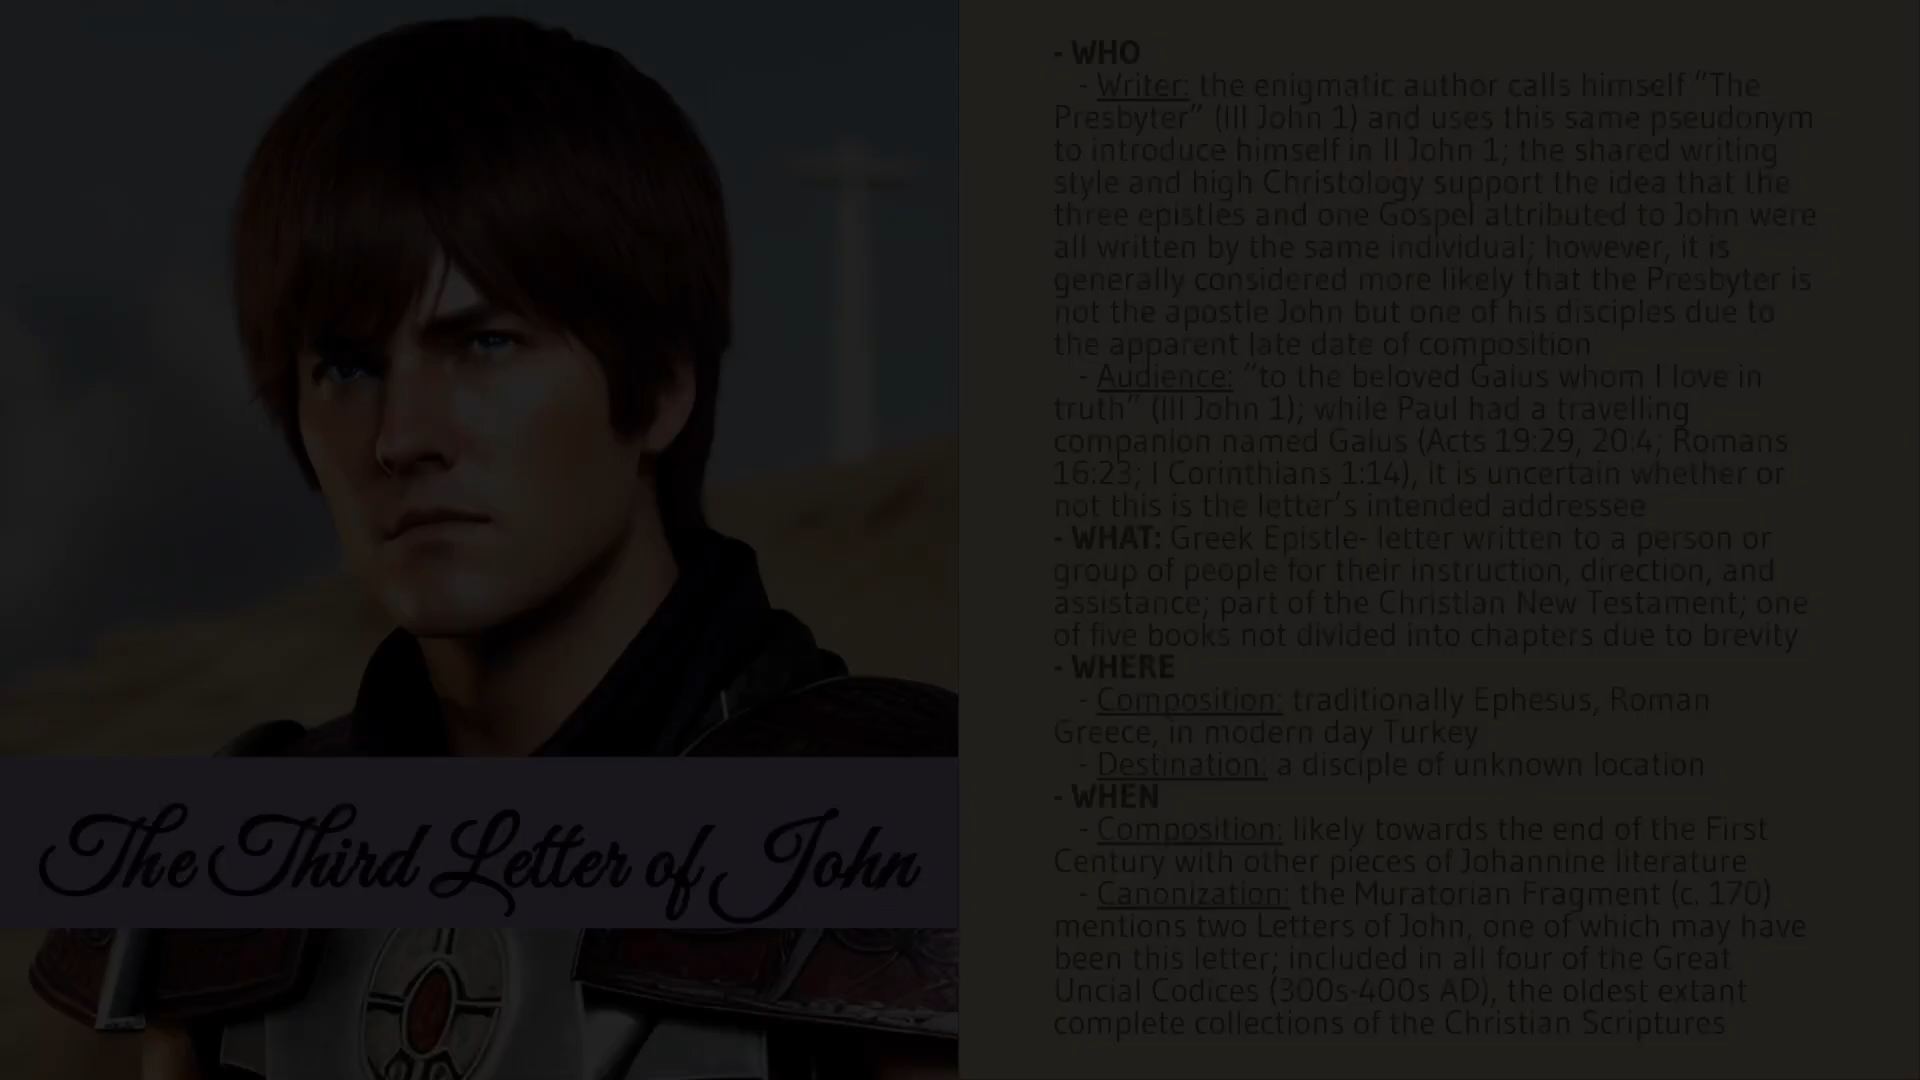 The Third Letter of John
- WHO
- Writer: the enigmatic author calls himself “The
Presbyter” (III John 1) and uses this same pseudonym
to introduce himself in II John 1; the shared writing
style and high Christology support the idea that the
three epistles and one Gospel attributed to John were
all written by the same individual; however, it is
generally considered more likely that the Presbyter is
not the apostle John but one of his disciples due to
the apparent late date of composition
- Audience: “to the beloved Gaius whom I love in
truth” (III John 1); while Paul had a travelling
companion named Gaius (Acts 19:29, 20:4; Romans
16:23; I Corinthians 1:14), it is uncertain whether or
not this is the letter’s intended addressee
- WHAT: Greek Epistle- letter written to a person or
group of people for their instruction, direction, and
assistance; part of the Christian New Testament; one
of five books not divided into chapters due to brevity
- WHERE
- Composition: traditionally Ephesus, Roman
Greece, in modern day Turkey
- Destination: a disciple of unknown location
- WHEN
- Composition: likely towards the end of the First
Century with other pieces of Johannine literature
- Canonization: the Muratorian Fragment (c. 170)
mentions two Letters of John, one of which may have
been this letter; included in all four of the Great
Uncial Codices (300s-400s AD), the oldest extant
complete collections of the Christian Scriptures